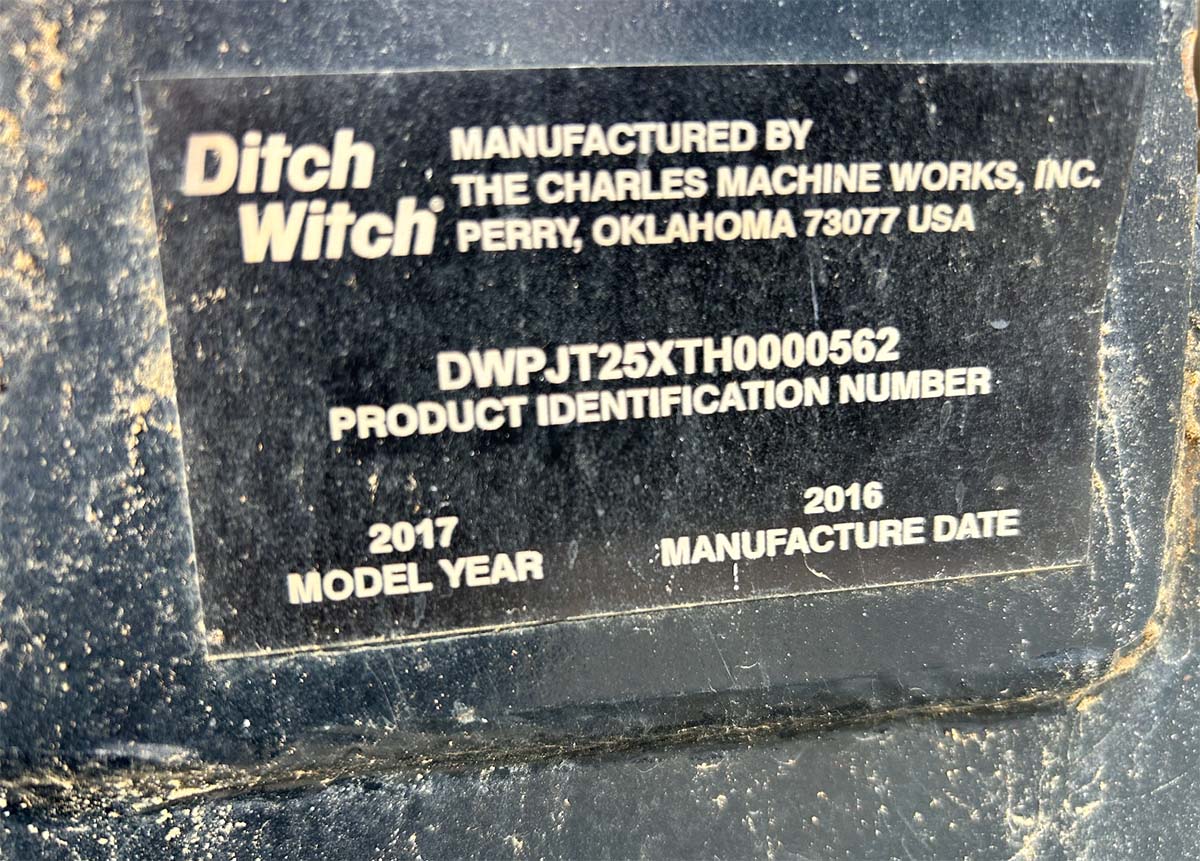 Ditch
Witch®
MANUFACTURED BY
THE CHARLES MACHINE WORKS, INC.
PERRY, OKLAHOMA 73077 USA
DWPJT25XTH0000562
PRODUCT IDENTIFICATION NUMBER
2017
MODEL YEAR
2016
MANUFACTURE DATE